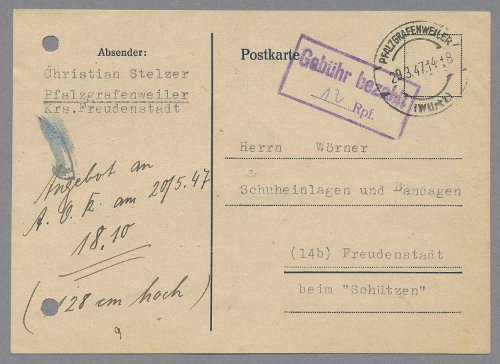 Absender:
Christian Stelzer
Pfalzgrafenweiler
Krs.Freudenstadt
Angebot an
A. O. K. am 20/5.47
18.10
(128 cm hoch)
9
Postkarte
Gebühr bezahlt
12 Rpf.
PFALZGRAFENWEILER
29.3.47.14-18
(WÜRTT)
Herrn Wörner
Schuheinlagen und Bandagen
(14b) Freudenstadt
beim "Schützen"